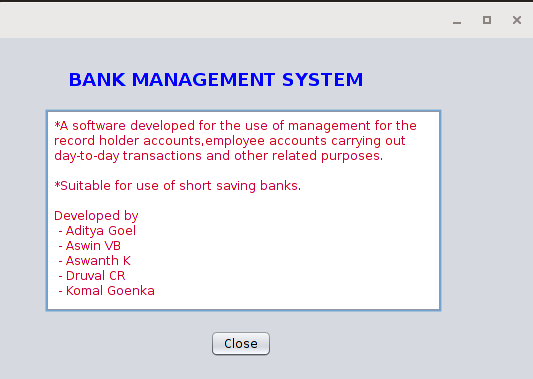 BANK MANAGEMENT SYSTEM
*A software developed for the use of management for the
record holder accounts,employee accounts carrying out
day-to-day transactions and other related purposes.
*Suitable for use of short saving banks.
Developed by
- Aditya Goel
- Aswin VB
- Aswanth K
- Druval CR
- Komal Goenka
Close